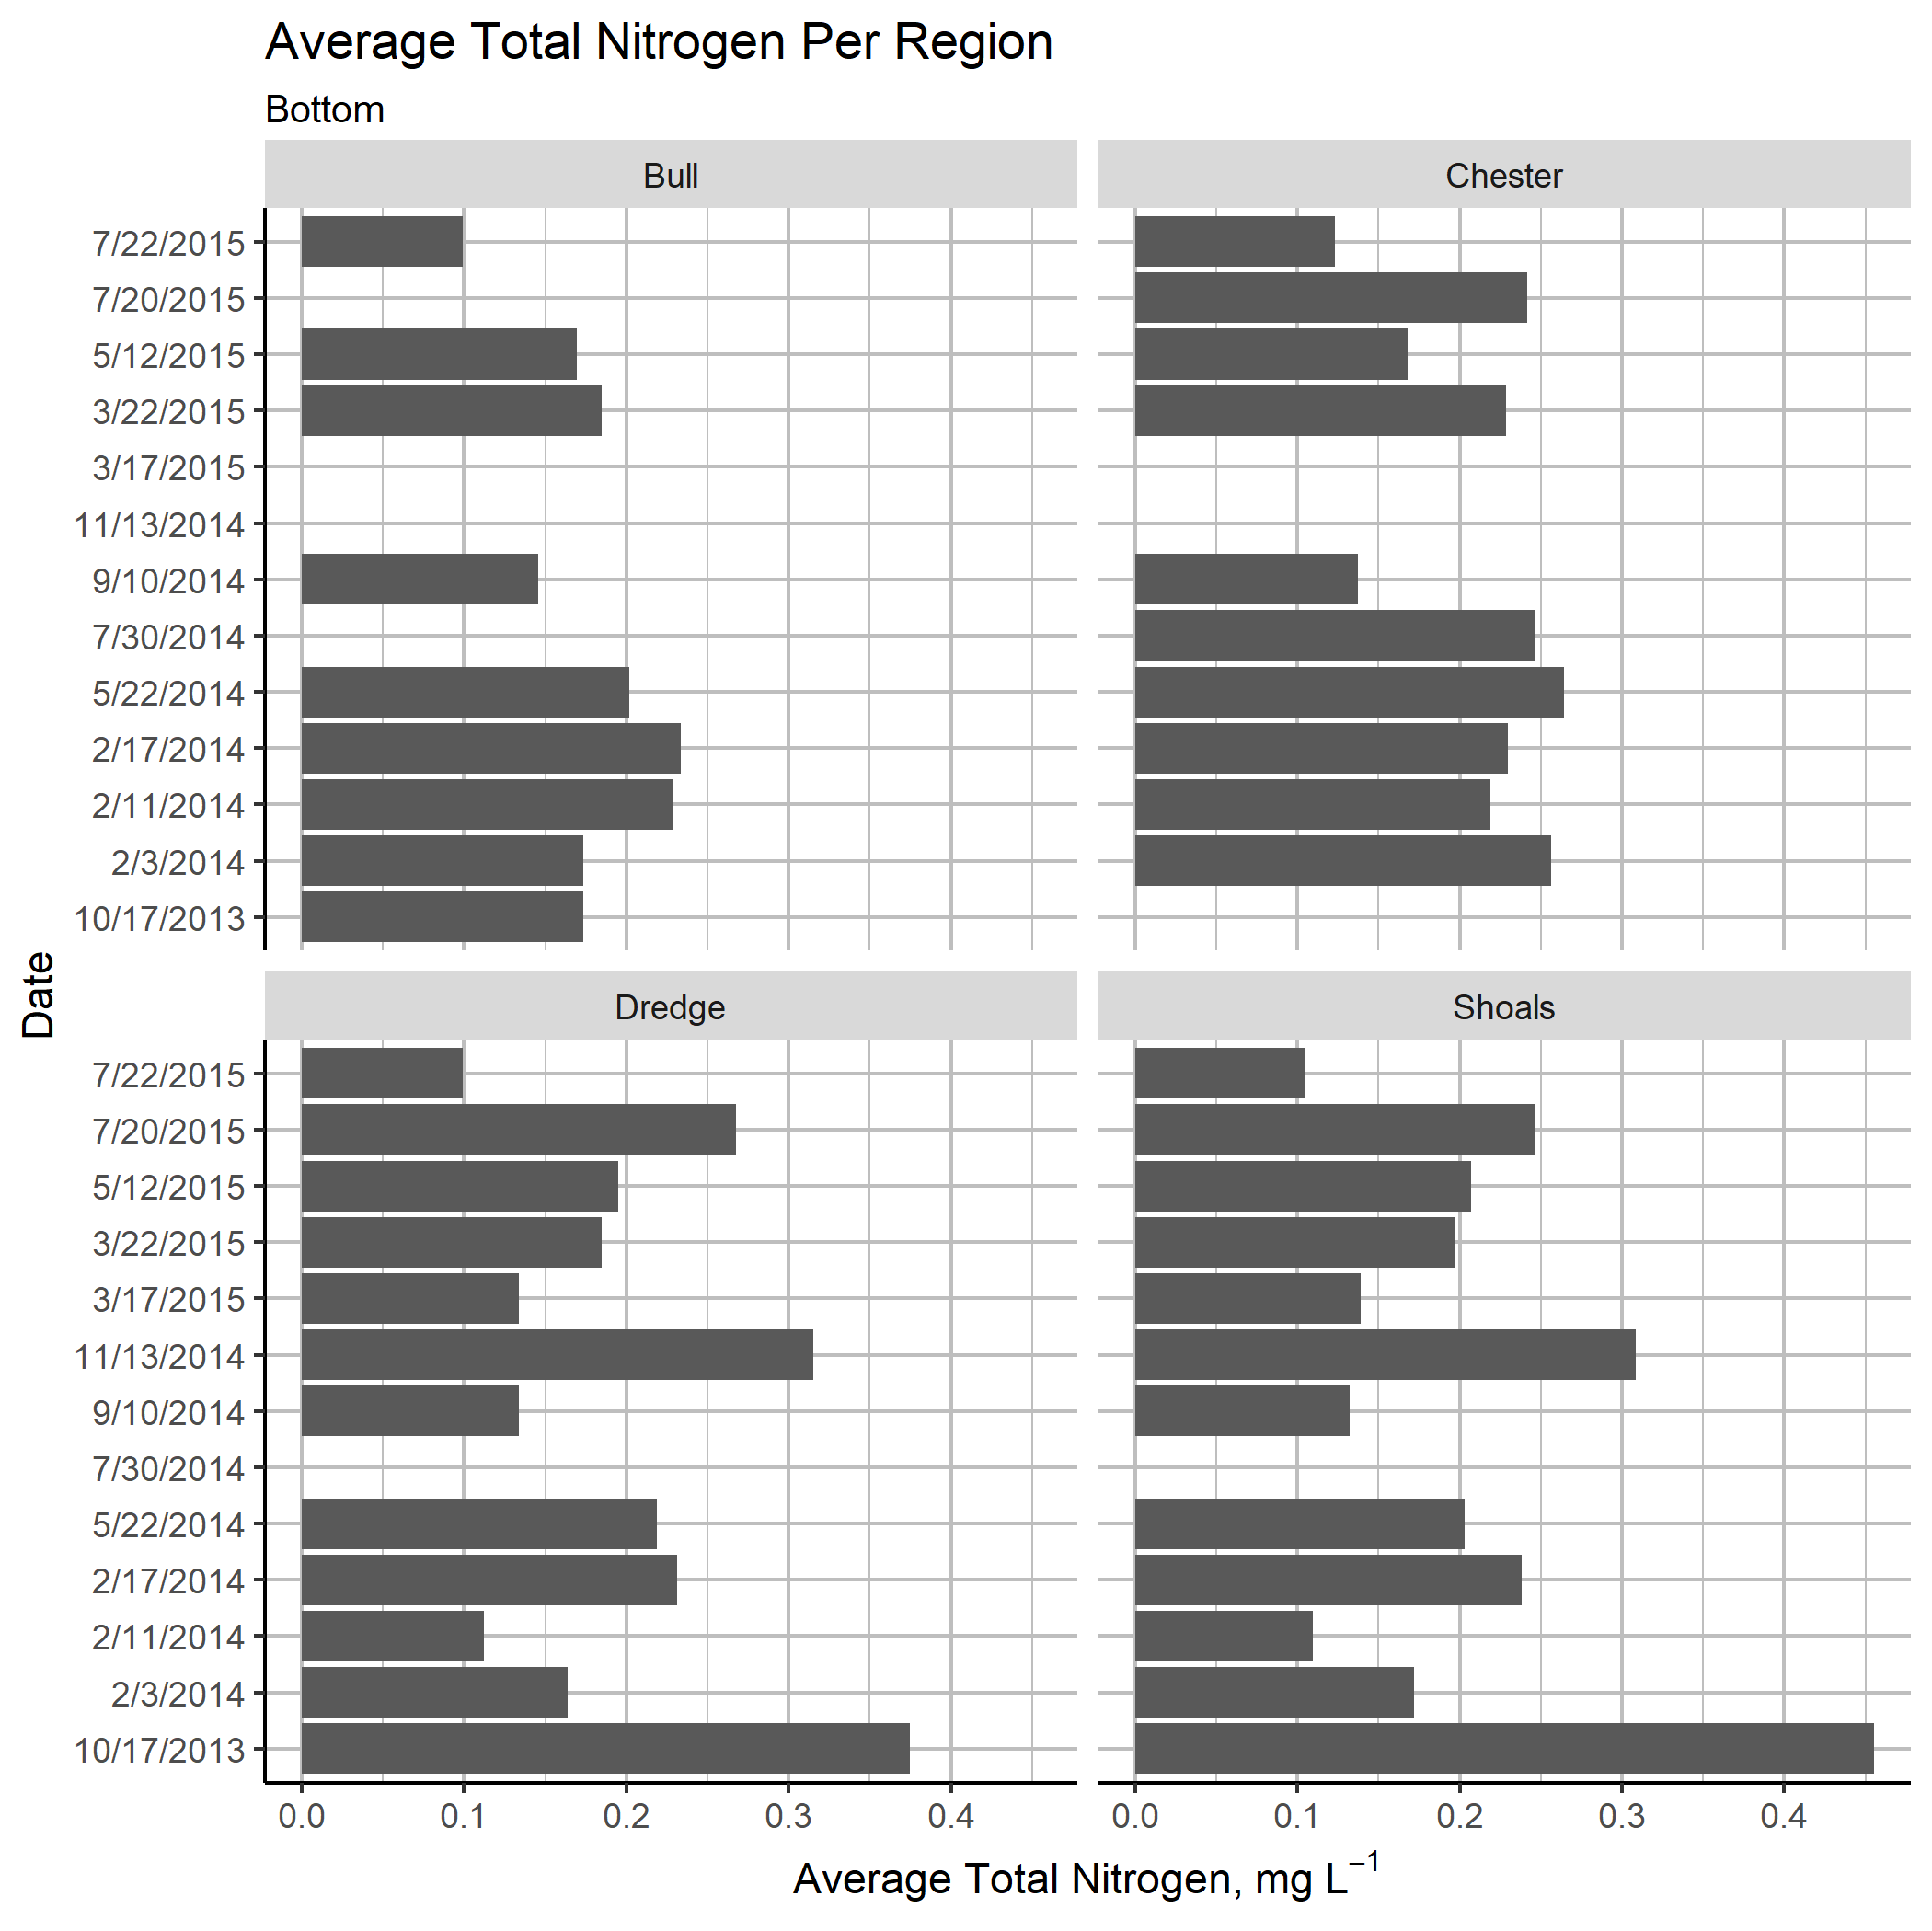 Average Total Nitrogen Per Region
Bottom
Bull
Chester
7/22/2015
7/20/2015
5/12/2015
3/22/2015
3/17/2015
11/13/2014
9/10/2014
7/30/2014
5/22/2014
2/17/2014
2/11/2014
2/3/2014
10/17/2013
Date
Dredge
Shoals
7/22/2015
7/20/2015
5/12/2015
3/22/2015
3/17/2015
11/13/2014
9/10/2014
7/30/2014
5/22/2014
2/17/2014
2/11/2014
2/3/2014
10/17/2013
0.0 0.1 0.2 0.3 0.4
0.0 0.1 0.2 0.3 0.4
Average Total Nitrogen, mg L⁻¹